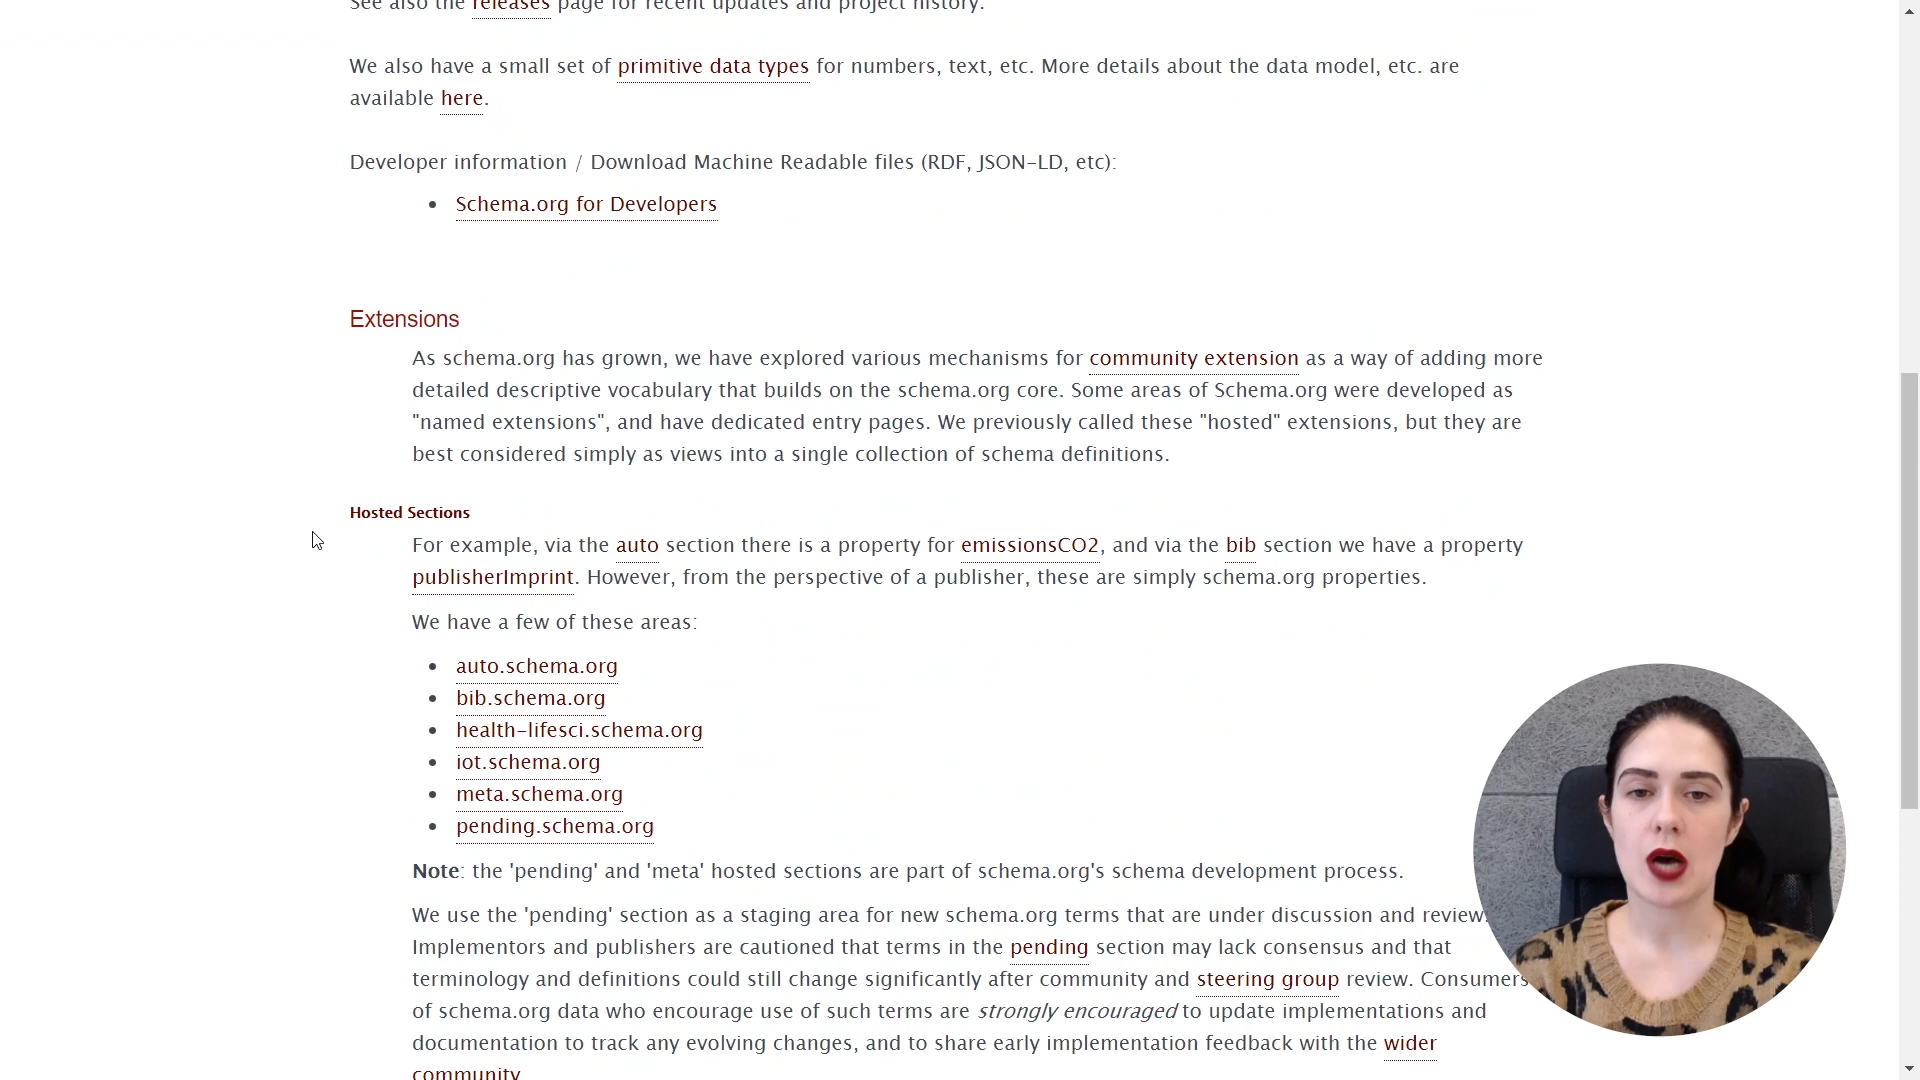 See also the releases page for recent updates and project history.
We also have a small set of primitive data types for numbers, text, etc. More details about the data model, etc. are
available here.
Developer information / Download Machine Readable files (RDF, JSON-LD, etc):
• Schema.org for Developers
Extensions
As schema.org has grown, we have explored various mechanisms for community extension as a way of adding more
detailed descriptive vocabulary that builds on the schema.org core. Some areas of Schema.org were developed as
"named extensions", and have dedicated entry pages. We previously called these "hosted" extensions, but they are
best considered simply as views into a single collection of schema definitions.
Hosted Sections
For example, via the auto section there is a property for emissionsCO2, and via the bib section we have a property
publisherImprint. However, from the perspective of a publisher, these are simply schema.org properties.
We have a few of these areas:
• auto.schema.org
• bib.schema.org
• health-lifesci.schema.org
• iot.schema.org
• meta.schema.org
• pending.schema.org
Note: the 'pending' and 'meta' hosted sections are part of schema.org's schema development process.
We use the 'pending' section as a staging area for new schema.org terms that are under discussion and review.
Implementors and publishers are cautioned that terms in the pending section may lack consensus and that
terminology and definitions could still change significantly after community and steering group review. Consumers
of schema.org data who encourage use of such terms are strongly encouraged to update implementations and
documentation to track any evolving changes, and to share early implementation feedback with the wider
community